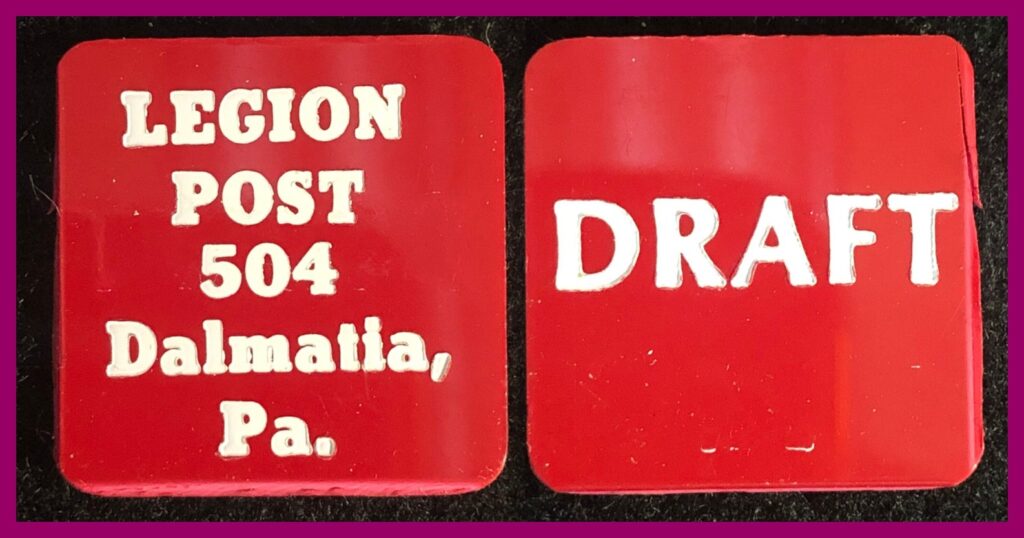 LEGION
POST
504
Dalmatia,
Pa.
DRAFT